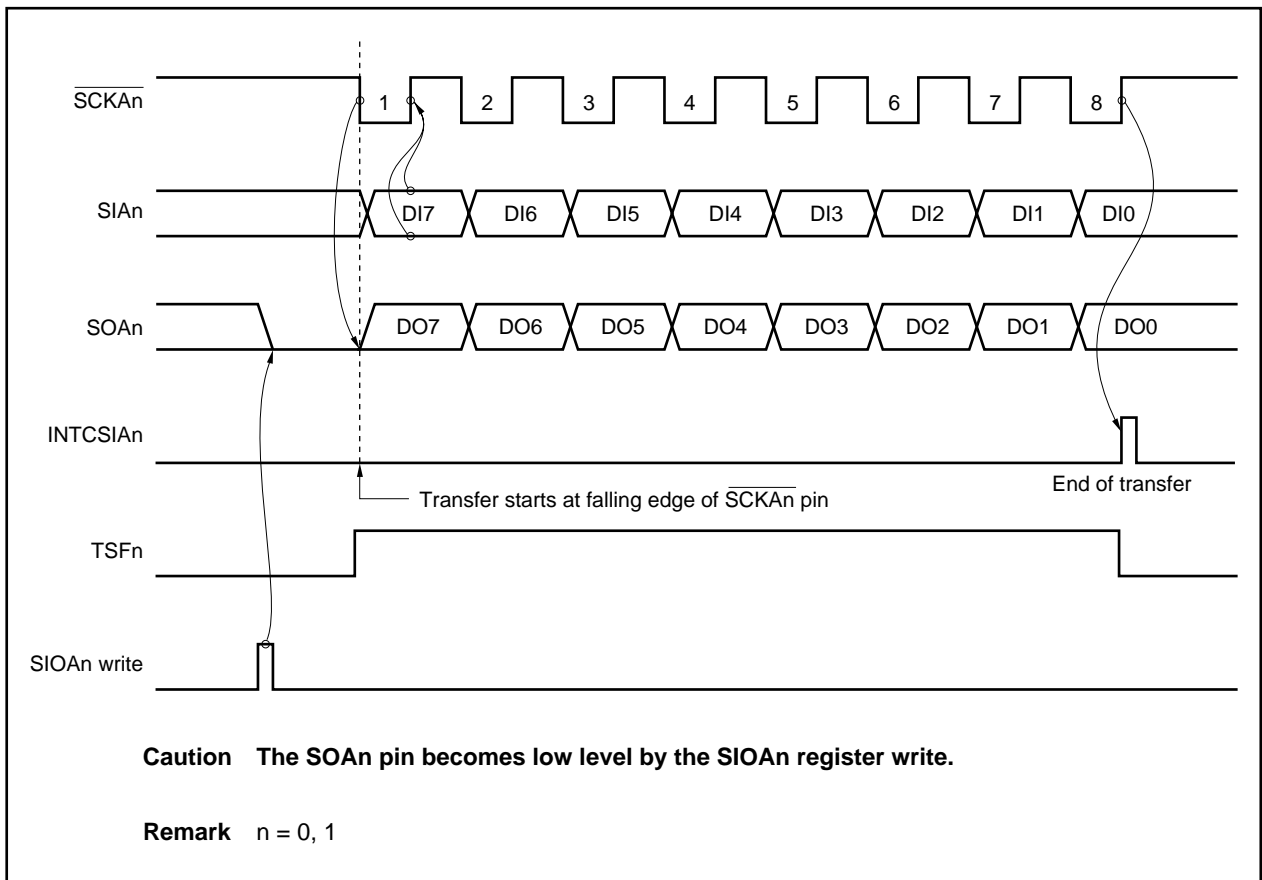 SCKAn
1 2 3 4 5 6 7 8
SIAn
DI7 DI6 DI5 DI4 DI3 DI2 DI1 DI0
SOAn
DO7 DO6 DO5 DO4 DO3 DO2 DO1 DO0
INTCSIAn
End of transfer
Transfer starts at falling edge of SCKAn pin
TSFn
SIOAn write
Caution The SOAn pin becomes low level by the SIOAn register write.
Remark n = 0, 1